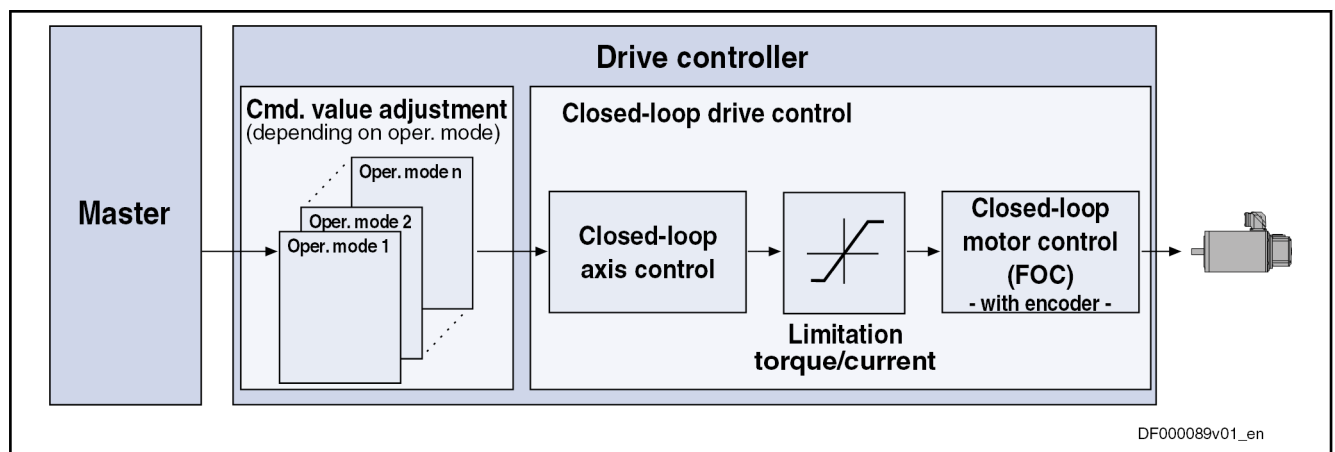 Drive controller
Master
Cmd. value adjustment
(depending on oper. mode)
Oper. mode n
Oper. mode 2
Oper. mode 1
Closed-loop drive control
Closed-loop
axis control
Limitation
torque/current
Closed-loop
motor control
(FOC)
- with encoder -
DF000089v01_en